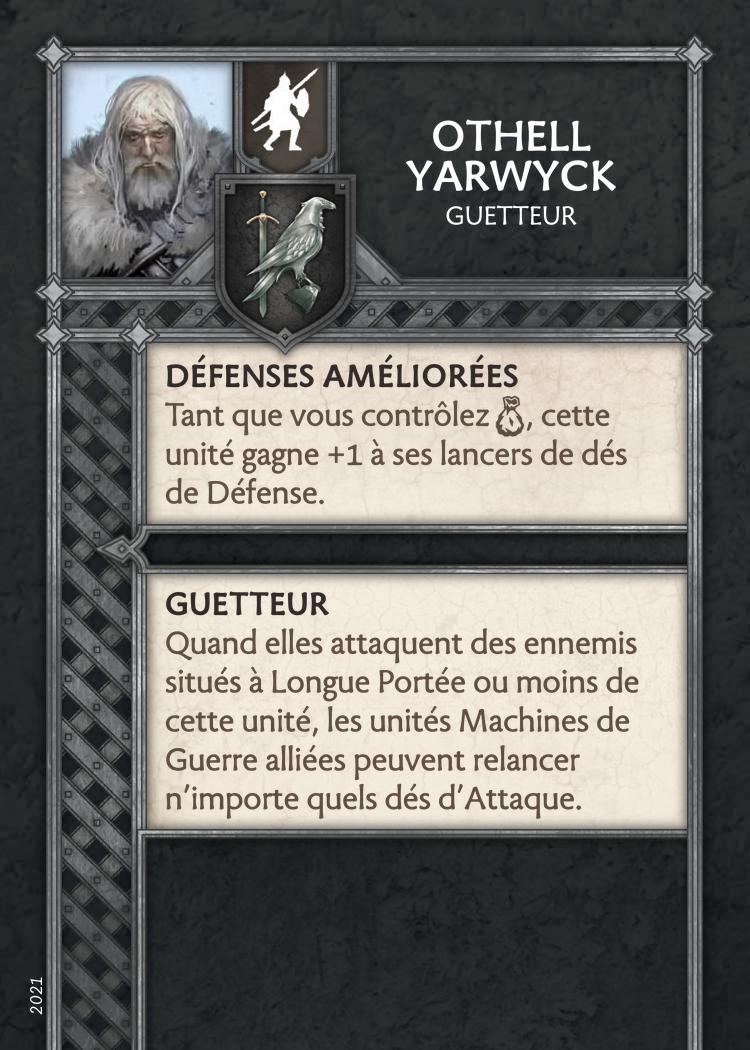 OTHELL
YARWYCK
GUETTEUR
DÉFENSES AMÉLIORÉES
Tant que vous contrôlez , cette
unité gagne +1 à ses lancers de dés
de Défense.
GUETTEUR
Quand elles attaquent des ennemis
situés à Longue Portée ou moins de
cette unité, les unités Machines de
Guerre alliées peuvent relancer
n'importe quels dés d'Attaque.
2021